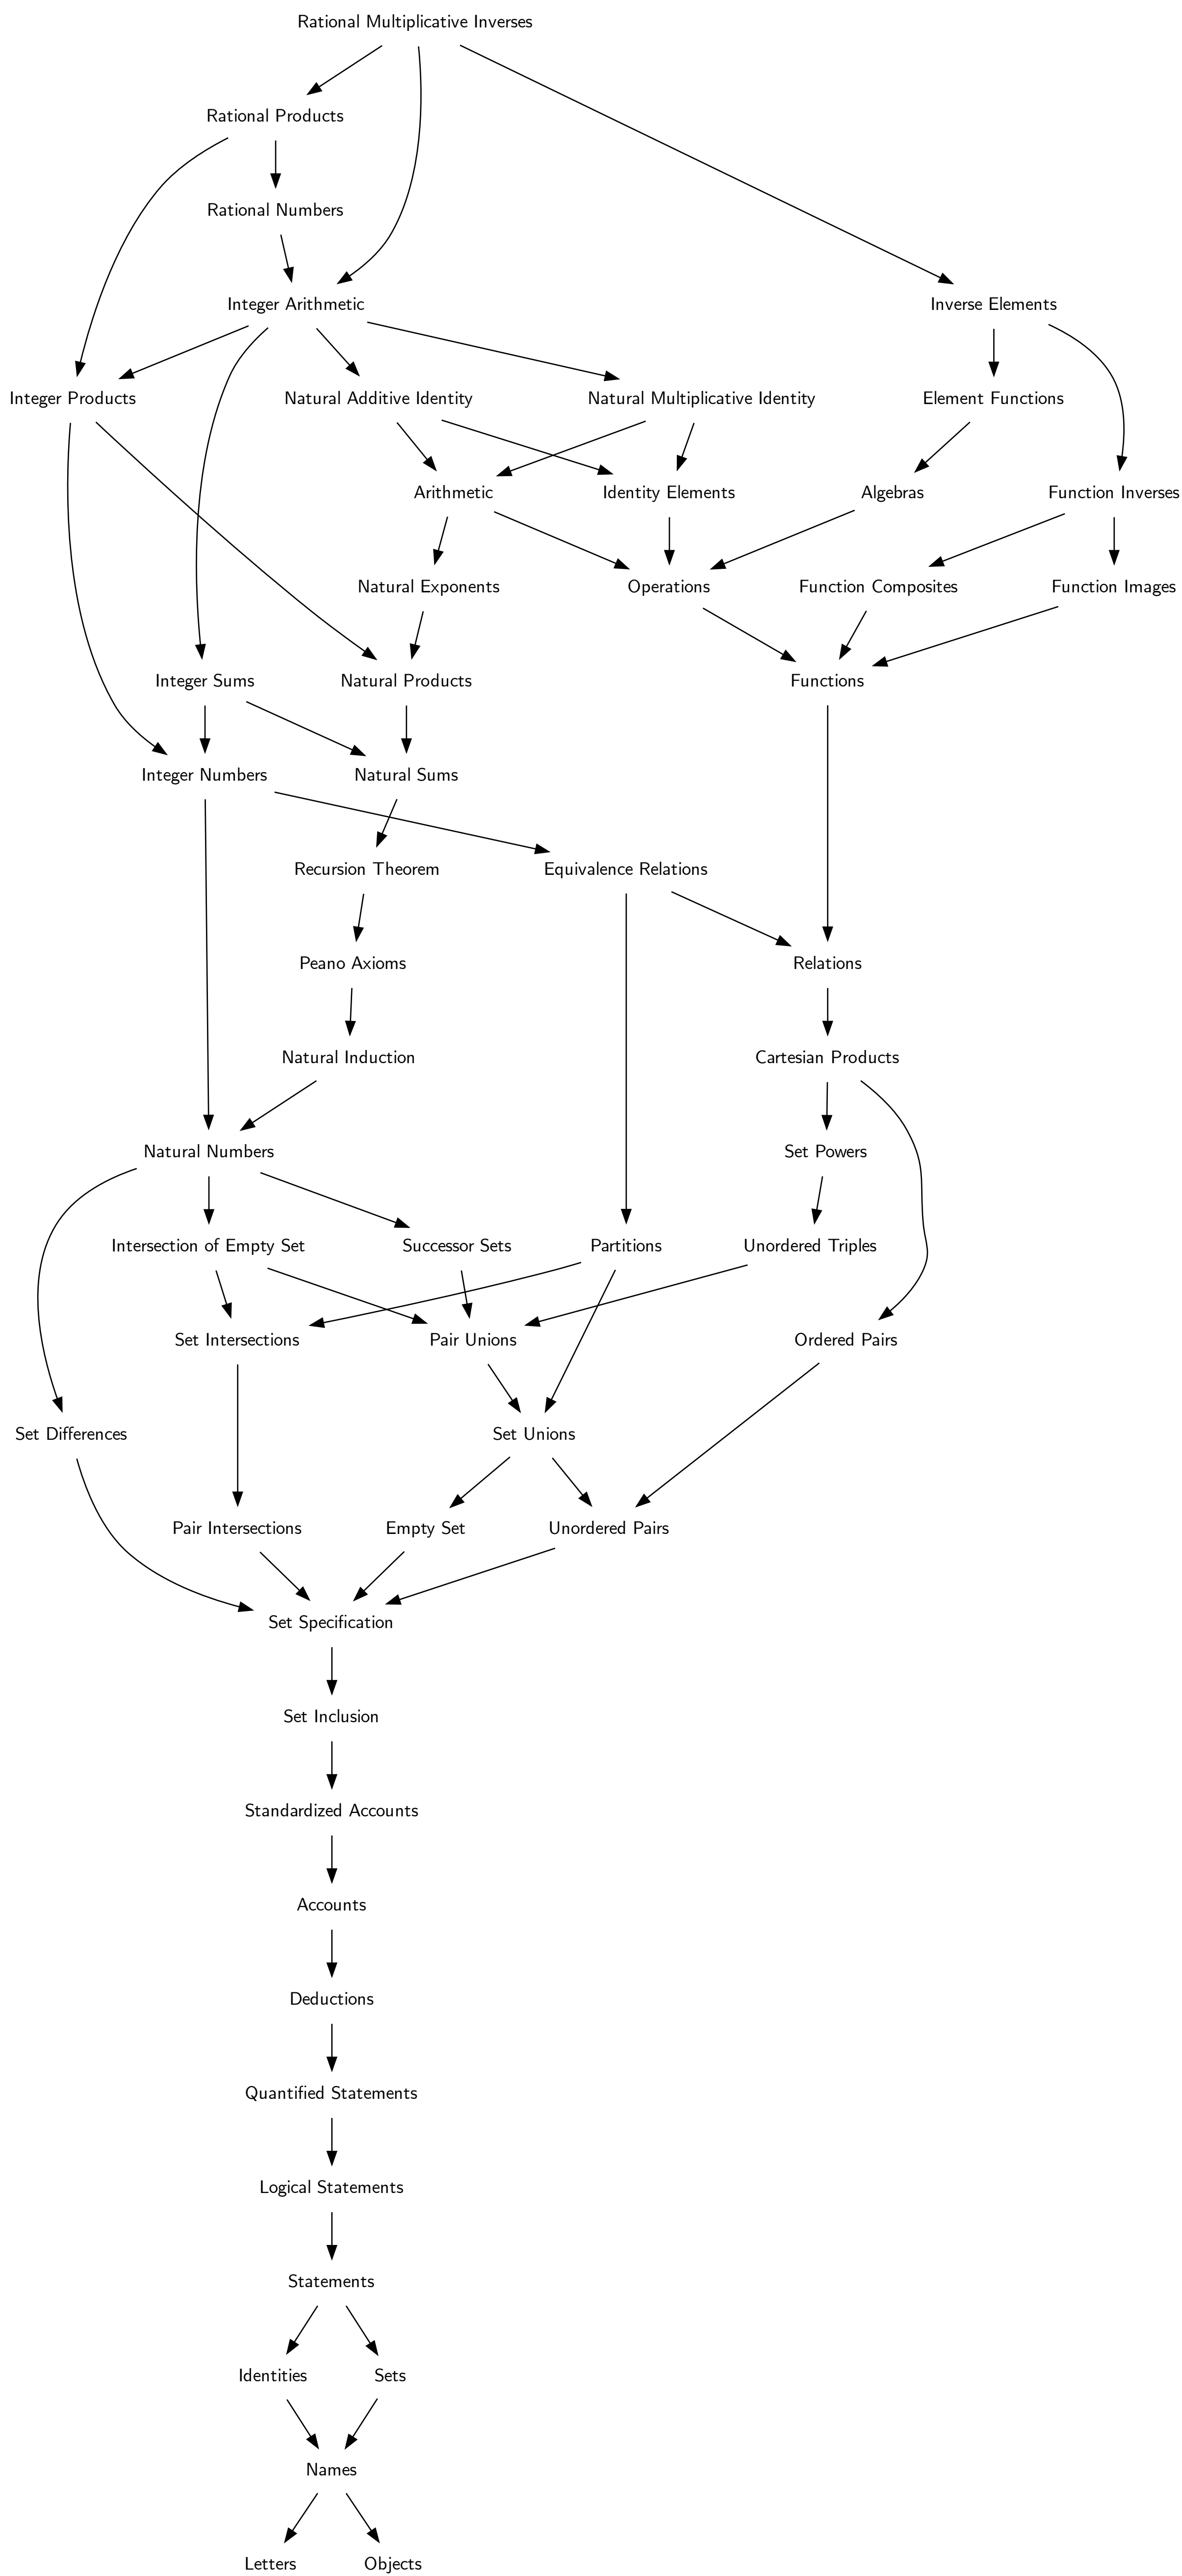 Rational Multiplicative Inverses
Rational Products
Rational Numbers
Integer Arithmetic
Inverse Elements
Integer Products
Natural Additive Identity
Natural Multiplicative Identity
Element Functions
Arithmetic
Identity Elements
Algebras
Function Inverses
Natural Exponents
Operations
Function Composites
Function Images
Integer Sums
Natural Products
Functions
Integer Numbers
Natural Sums
Recursion Theorem
Equivalence Relations
Peano Axioms
Relations
Natural Induction
Cartesian Products
Natural Numbers
Set Powers
Intersection of Empty Set
Successor Sets
Partitions
Unordered Triples
Set Intersections
Pair Unions
Ordered Pairs
Set Differences
Set Unions
Pair Intersections
Empty Set
Unordered Pairs
Set Specification
Set Inclusion
Standardized Accounts
Accounts
Deductions
Quantified Statements
Logical Statements
Statements
Identities
Sets
Names
Letters
Objects